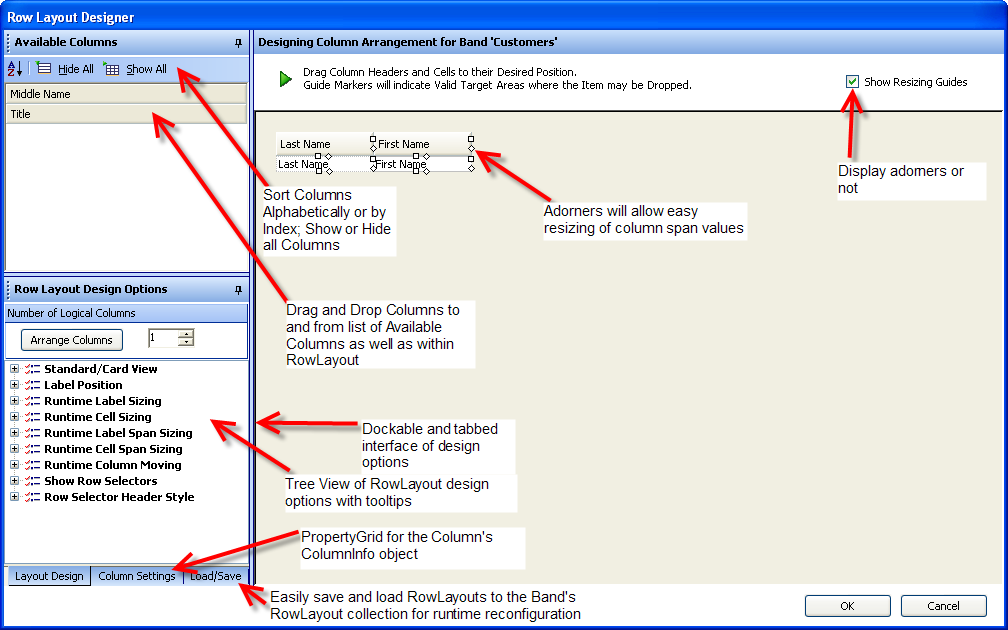 Row Layout Designer
Available Columns
Hide All Show All
Middle Name
Title
Designing Column Arrangement for Band 'Customers'
Drag Column Headers and Cells to their Desired Position.
Guide Markers will indicate Valid Target Areas where the Item may be Dropped.
Show Resizing Guides
Last Name First Name
Last Name First Name
Display adorners or
not
Adorners will allow easy
resizing of column span values
Sort Columns
Alphabetically or by
Index; Show or Hide
all Columns
Drag and Drop Columns to
and from list of Available
Columns as well as within
RowLayout
Row Layout Design Options
Number of Logical Columns
Arrange Columns 1
Standard/Card View
Label Position
Runtime Label Sizing
Runtime Cell Sizing
Runtime Label Span Sizing
Runtime Cell Span Sizing
Runtime Column Moving
Show Row Selectors
Row Selector Header Style
Dockable and tabbed
interface of design
options
Tree View of RowLayout design
options with tooltips
PropertyGrid for the Column's
ColumnInfo object
Layout Design Column Settings Load/Save
Easily save and load RowLayouts to the Band's
RowLayout collection for runtime reconfiguration
OK Cancel